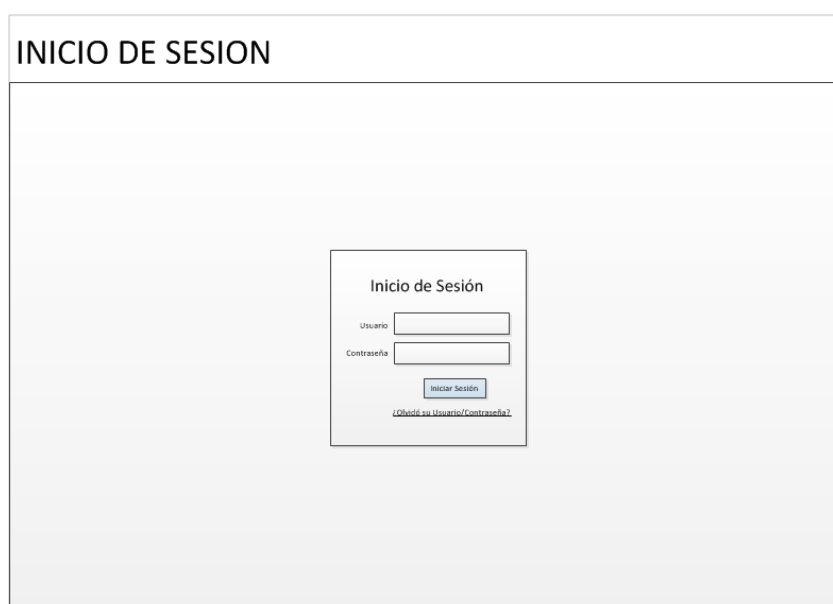 INICIO DE SESION
Inicio de Sesión
Usuario
Contraseña
Iniciar Sesión
¿Olvidó su Usuario/Contraseña?